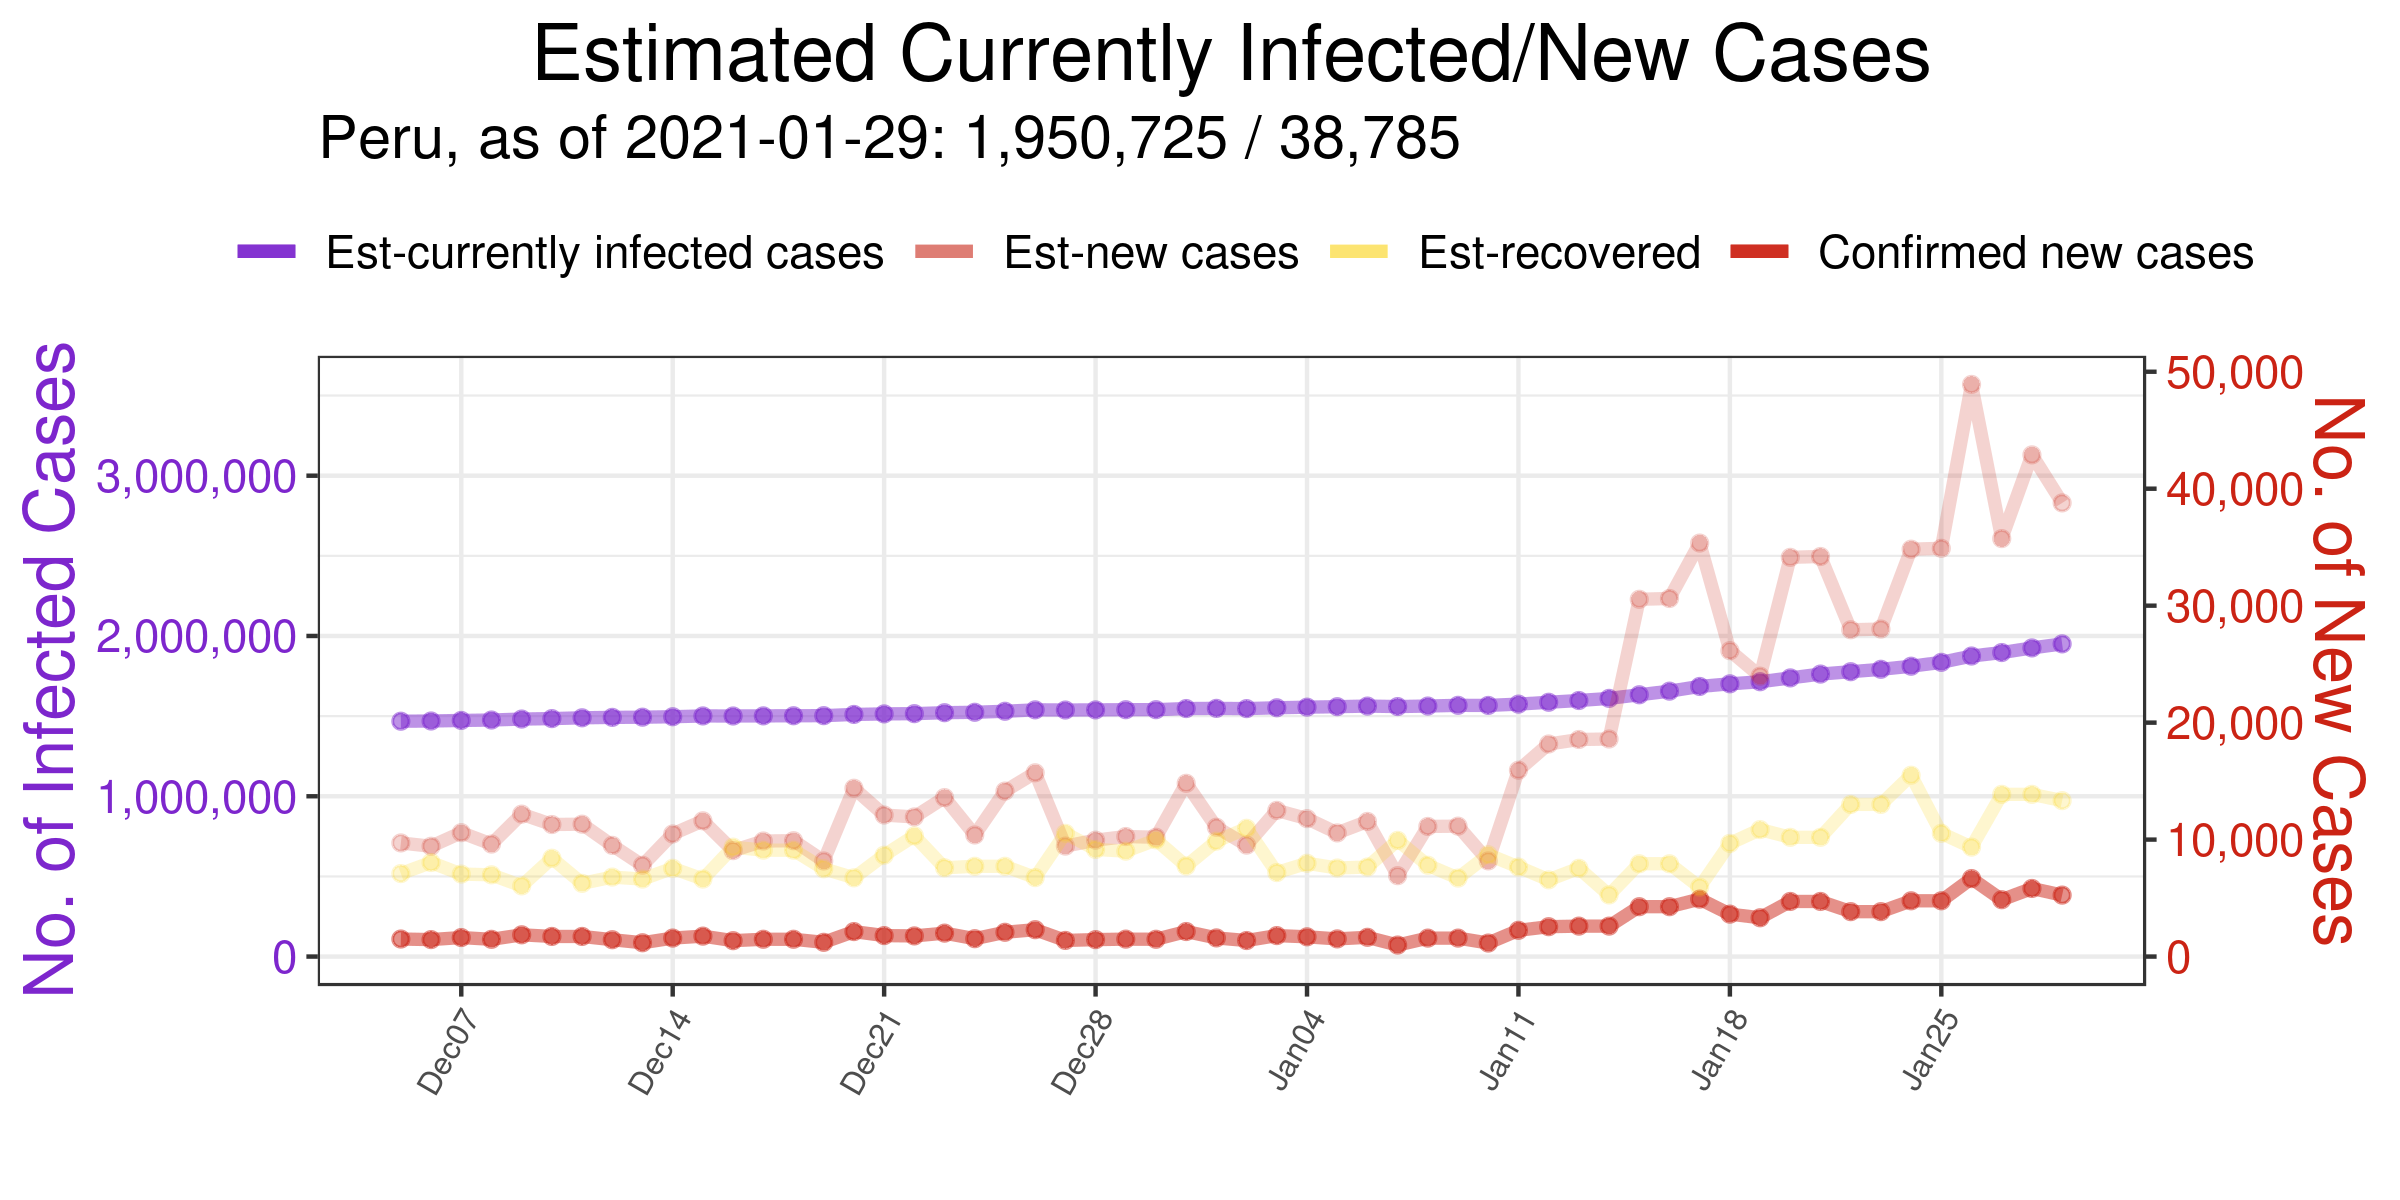 Estimated Currently Infected/New Cases
Peru, as of 2021-01-29: 1,950,725 / 38,785
Est-currently infected cases Est-new cases Est-recovered Confirmed new cases
No. of Infected Cases
3,000,000
2,000,000
1,000,000
0
50,000
40,000
30,000
20,000
10,000
0
No. of New Cases
Dec07 Dec14 Dec21 Dec28 Jan04 Jan11 Jan18 Jan25